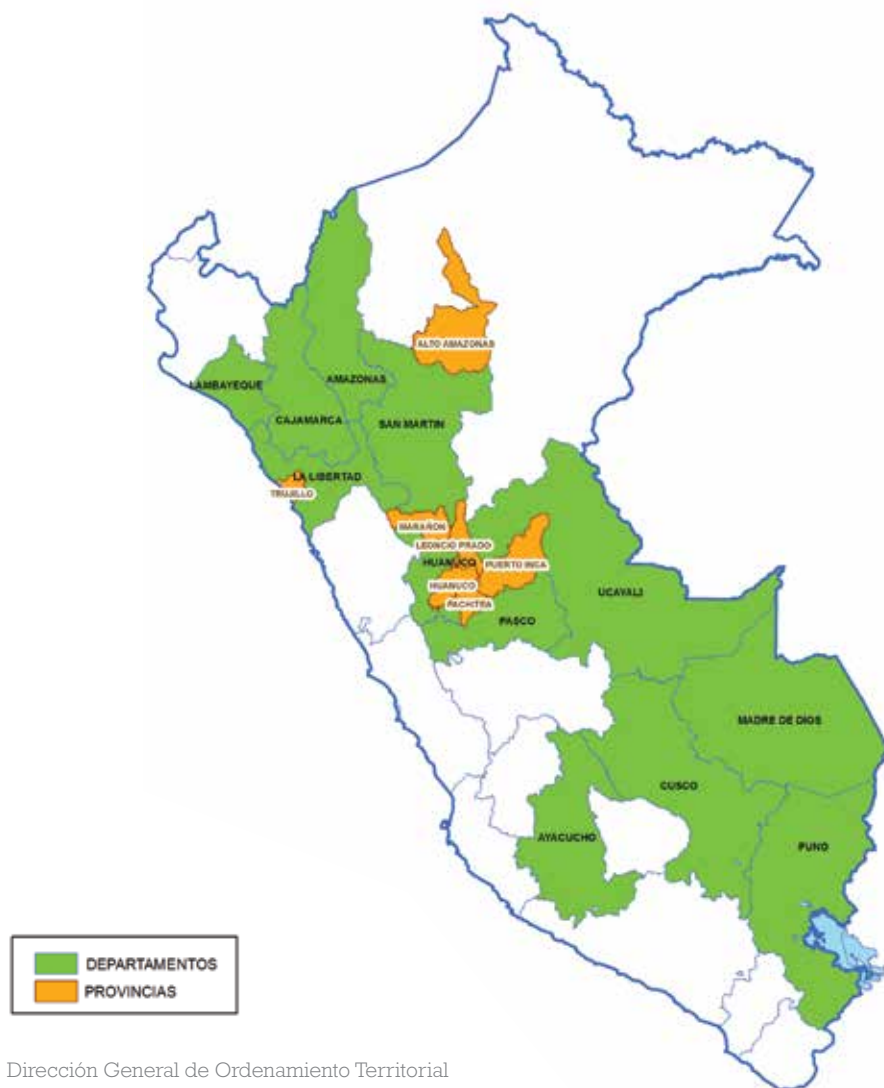 ALTO AMAZONAS
LAMBAYEQUE
AMAZONAS
CAJAMARCA
SAN MARTIN
LA LIBERTAD
TRUJILLO
MARAÑON
LEONCIO PRADO
HUANUCO
PUERTO INCA
HUANUCO
PACHITEA
UCAYALI
PASCO
MADRE DE DIOS
CUSCO
AYACUCHO
PUNO
DEPARTAMENTOS
PROVINCIAS
Dirección General de Ordenamiento Territorial